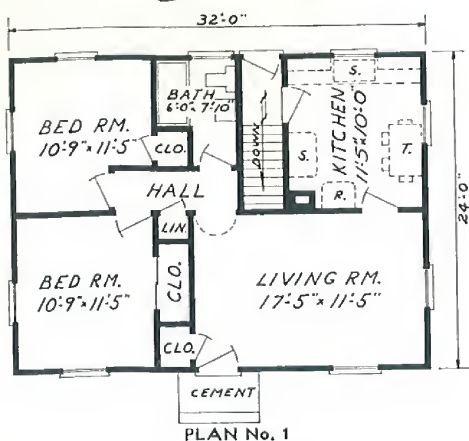 32'-0"
BED RM.
10'-9" x 11'-5"
BATH
6'-0" x 7'-10"
CLO.
DOWN
S.
S.
KITCHEN
11'-5" x 10'-0"
T.
R.
24'-0"
HALL
LIN.
BED RM.
10'-9" x 11'-5"
CLO.
LIVING RM.
17'-5" x 11'-5"
CLO.
CEMENT
PLAN No. 1